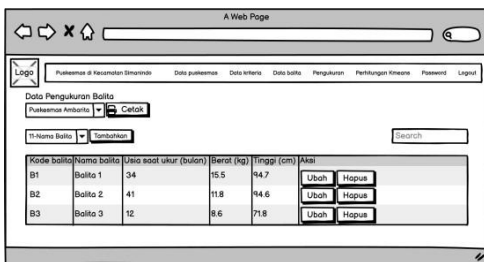 A Web Page
Logo
Puskesmas di Kecamatan Simanindo Data puskesmas Data kriteria Data balita Pengukuran Perhitungan Kmeans Password Logout
Data Pengukuran Balita
Puskesmas Ambarita Cetak
11-Nama Balita Tambahkan Search
Kode balita Nama balita Usia saat ukur (bulan) Berat (kg) Tinggi (cm) Aksi
B1 Balita 1 34 15.5 94.7 Ubah Hapus
B2 Balita 2 41 11.8 94.6 Ubah Hapus
B3 Balita 3 12 8.6 71.8 Ubah Hapus